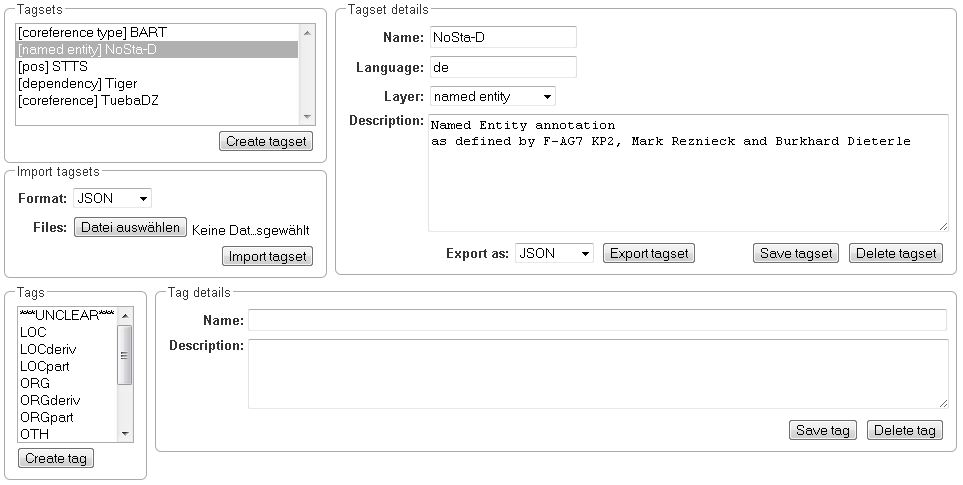 Tagsets
[coreference type] BART
[named entity] NoSta-D
[pos] STTS
[dependency] Tiger
[coreference] TuebaDZ
Create tagset
Import tagsets
Format: JSON
Files: Datei auswählen Keine Dat...sgewählt
Import tagset
Tagset details
Name: NoSta-D
Language: de
Layer: named entity
Description: Named Entity annotation
as defined by F-AG7 KP2, Mark Reznieck and Burkhard Dieterle
Export as: JSON Export tagset Save tagset Delete tagset
Tags
***UNCLEAR***
LOC
LOCderiv
LOCpart
ORG
ORGderiv
ORGpart
OTH
Create tag
Tag details
Name:
Description:
Save tag Delete tag